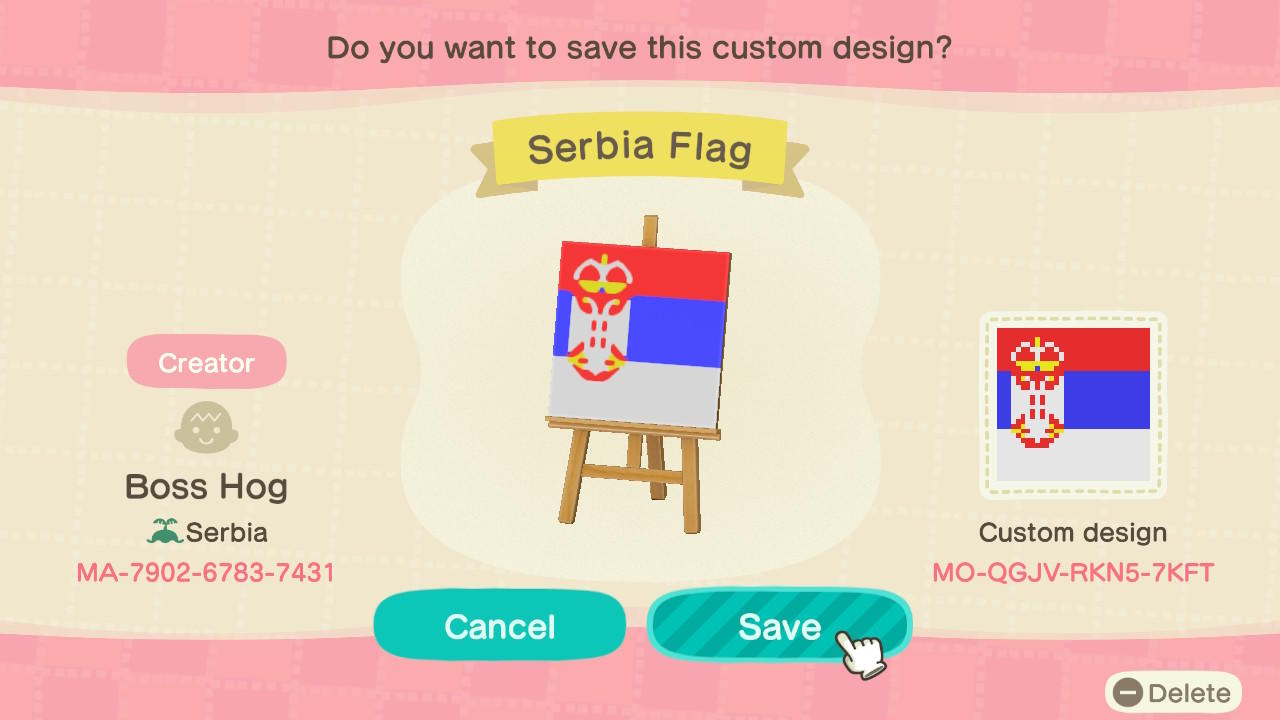 Do you want to save this custom design?
Serbia Flag
Creator
Boss Hog
Serbia
MA-7902-6783-7431
Custom design
MO-QGJV-RKN5-7KFT
Cancel
Save
Delete